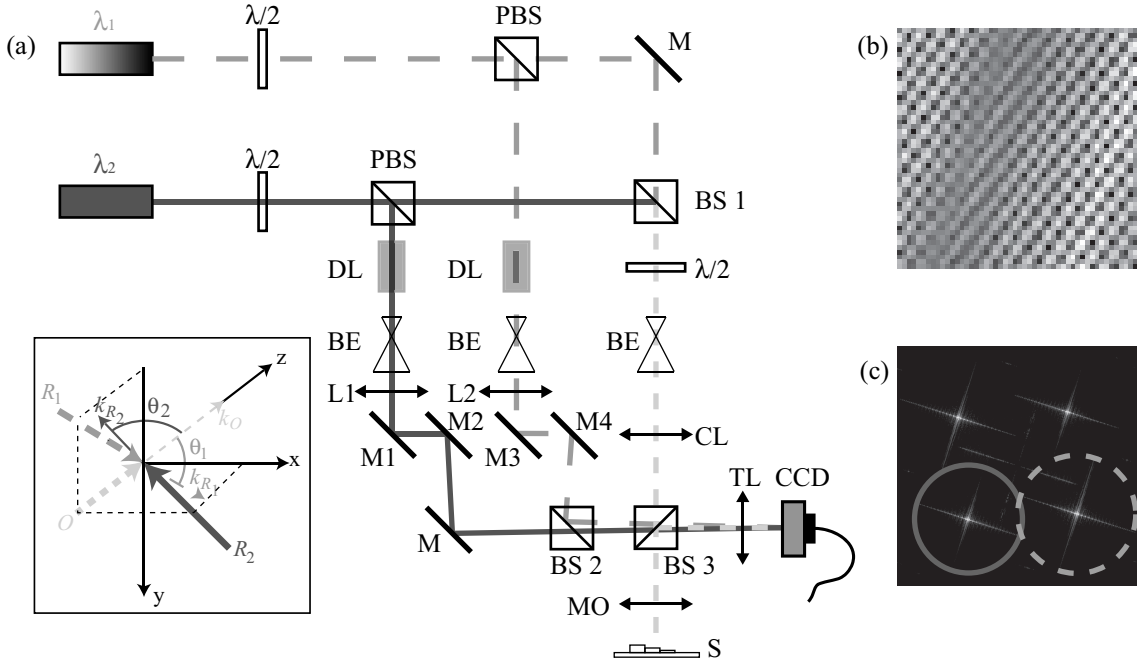 (a)
λ1
λ/2
PBS
M
λ2
λ/2
PBS
BS 1
DL
DL
λ/2
BE
BE
BE
L1
L2
M1
M2
M3
M4
CL
TL
CCD
M
BS 2
BS 3
MO
S
R1
kR2
θ2
kO
z
θ1
x
kR1
O
R2
y
(b)
(c)